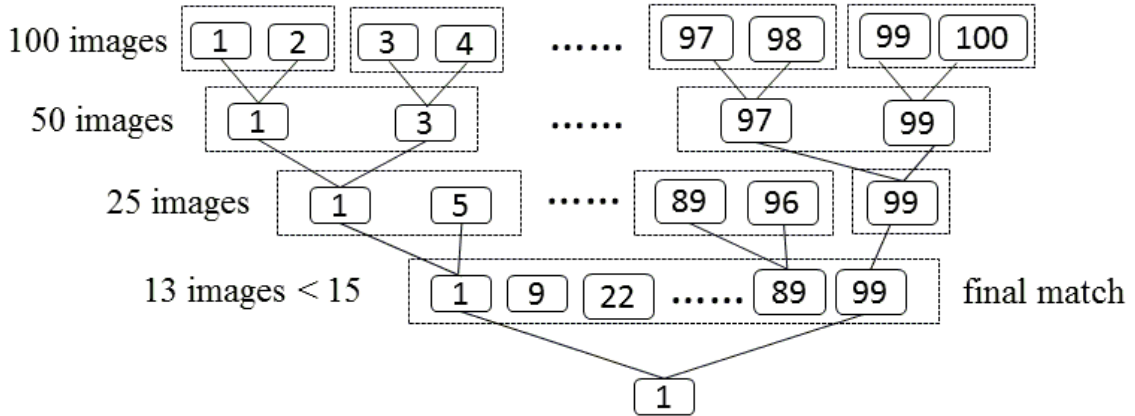 100 images 1 2 3 4 ...... 97 98 99 100
50 images 1 3 ...... 97 99
25 images 1 5 ...... 89 96 99
13 images < 15 1 9 22 ...... 89 99 final match
1